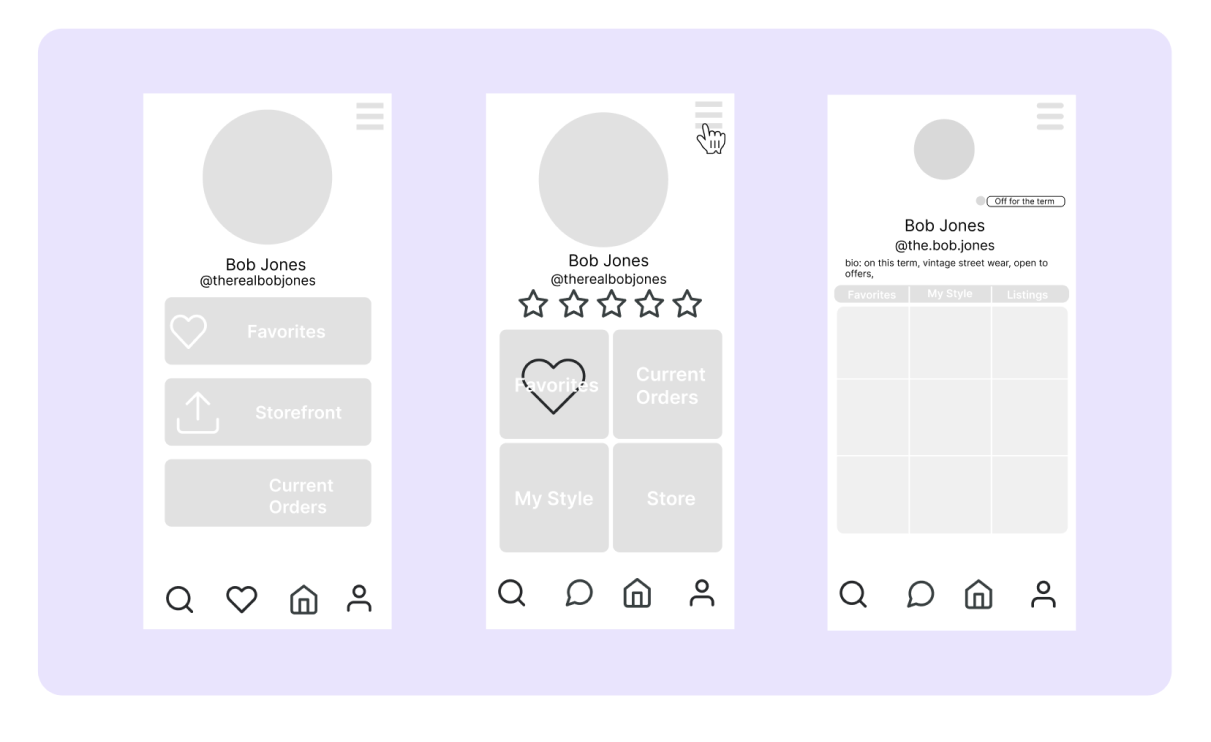 Bob Jones
@therealbobjones
Favorites
Storefront
Current
Orders
Bob Jones
@therealbobjones
Favorites
Current
Orders
My Style
Store
Off for the term
Bob Jones
@the.bob.jones
bio: on this term, vintage street wear, open to
offers,
Favorites
My Style
Listings